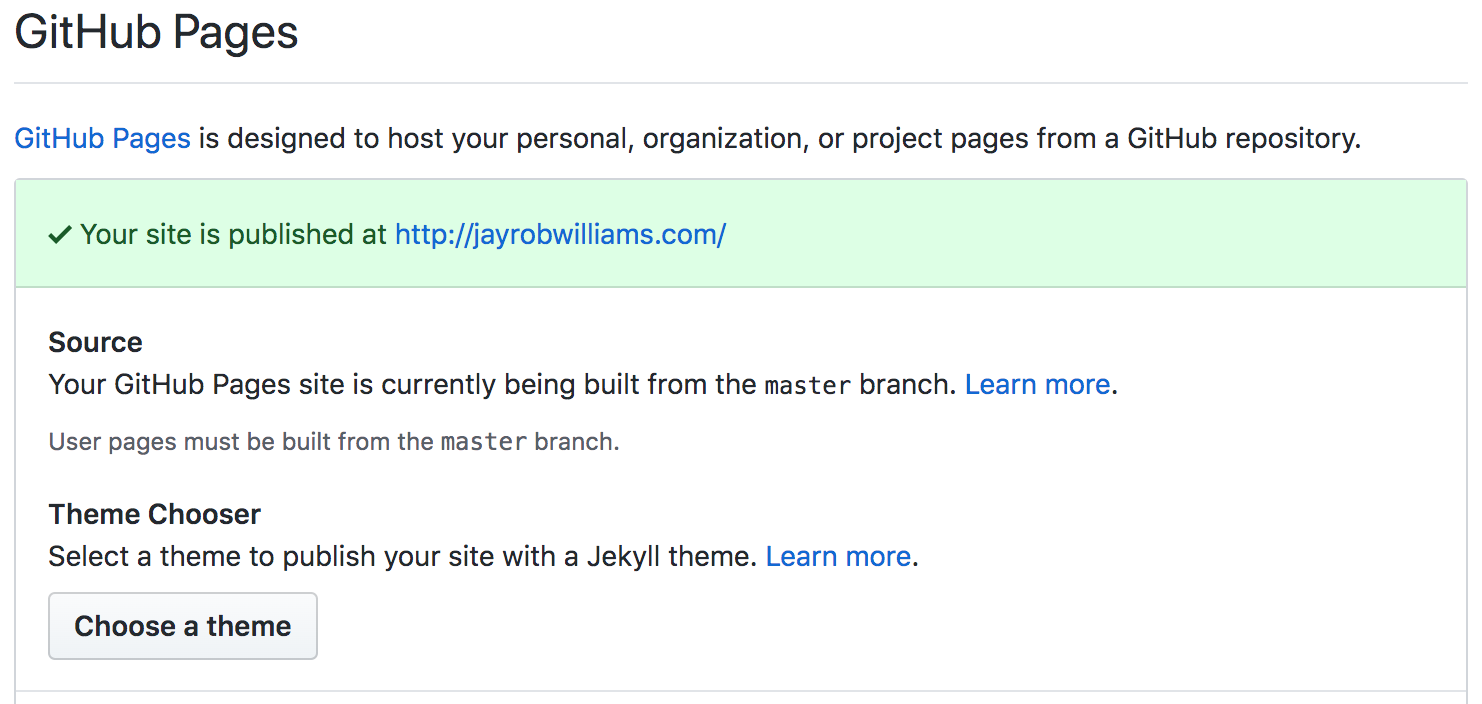 GitHub Pages
GitHub Pages is designed to host your personal, organization, or project pages from a GitHub repository.
Your site is published at http://jayrobwilliams.com/
Source
Your GitHub Pages site is currently being built from the master branch. Learn more.
User pages must be built from the master branch.
Theme Chooser
Select a theme to publish your site with a Jekyll theme. Learn more.
Choose a theme